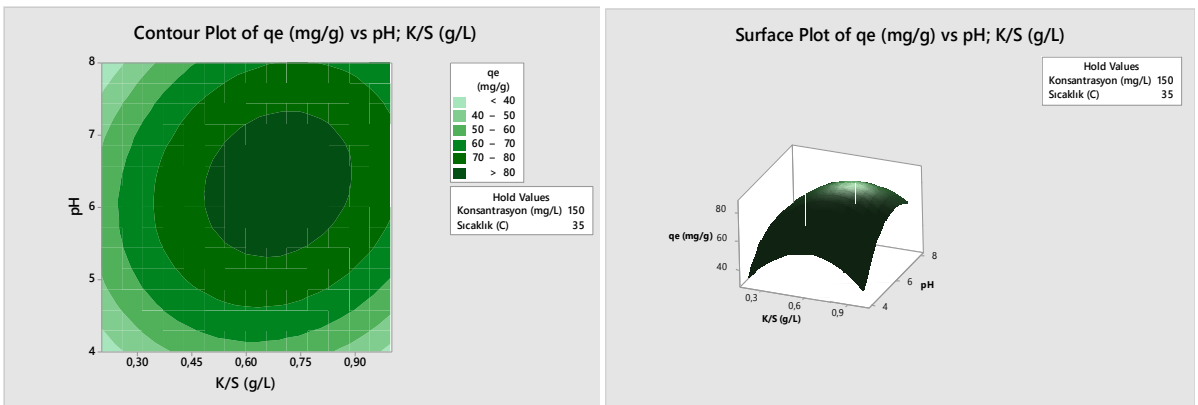 Contour Plot of qe (mg/g) vs pH; K/S (g/L)
8
7
6
5
4
pH
0,30 0,45 0,60 0,75 0,90
K/S (g/L)
qe
(mg/g)
< 40
40 – 50
50 – 60
60 – 70
70 – 80
> 80
Hold Values
Konsantrasyon (mg/L) 150
Sıcaklık (C) 35
Surface Plot of qe (mg/g) vs pH; K/S (g/L)
Hold Values
Konsantrasyon (mg/L) 150
Sıcaklık (C) 35
80
60
40
qe (mg/g)
0,3 0,6 0,9
K/S (g/L)
4
6
8
pH